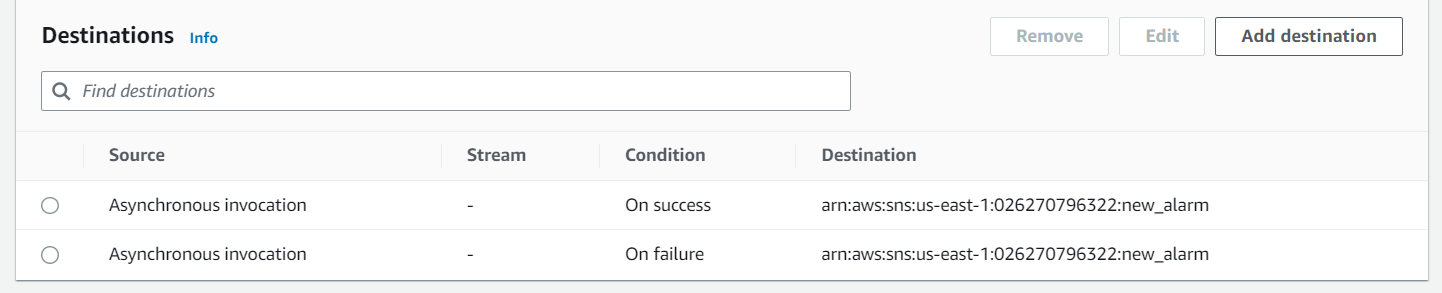 Destinations Info Remove Edit Add destination
Find destinations
Source Stream Condition Destination
Asynchronous invocation - On success arn:aws:sns:us-east-1:026270796322:new_alarm
Asynchronous invocation - On failure arn:aws:sns:us-east-1:026270796322:new_alarm